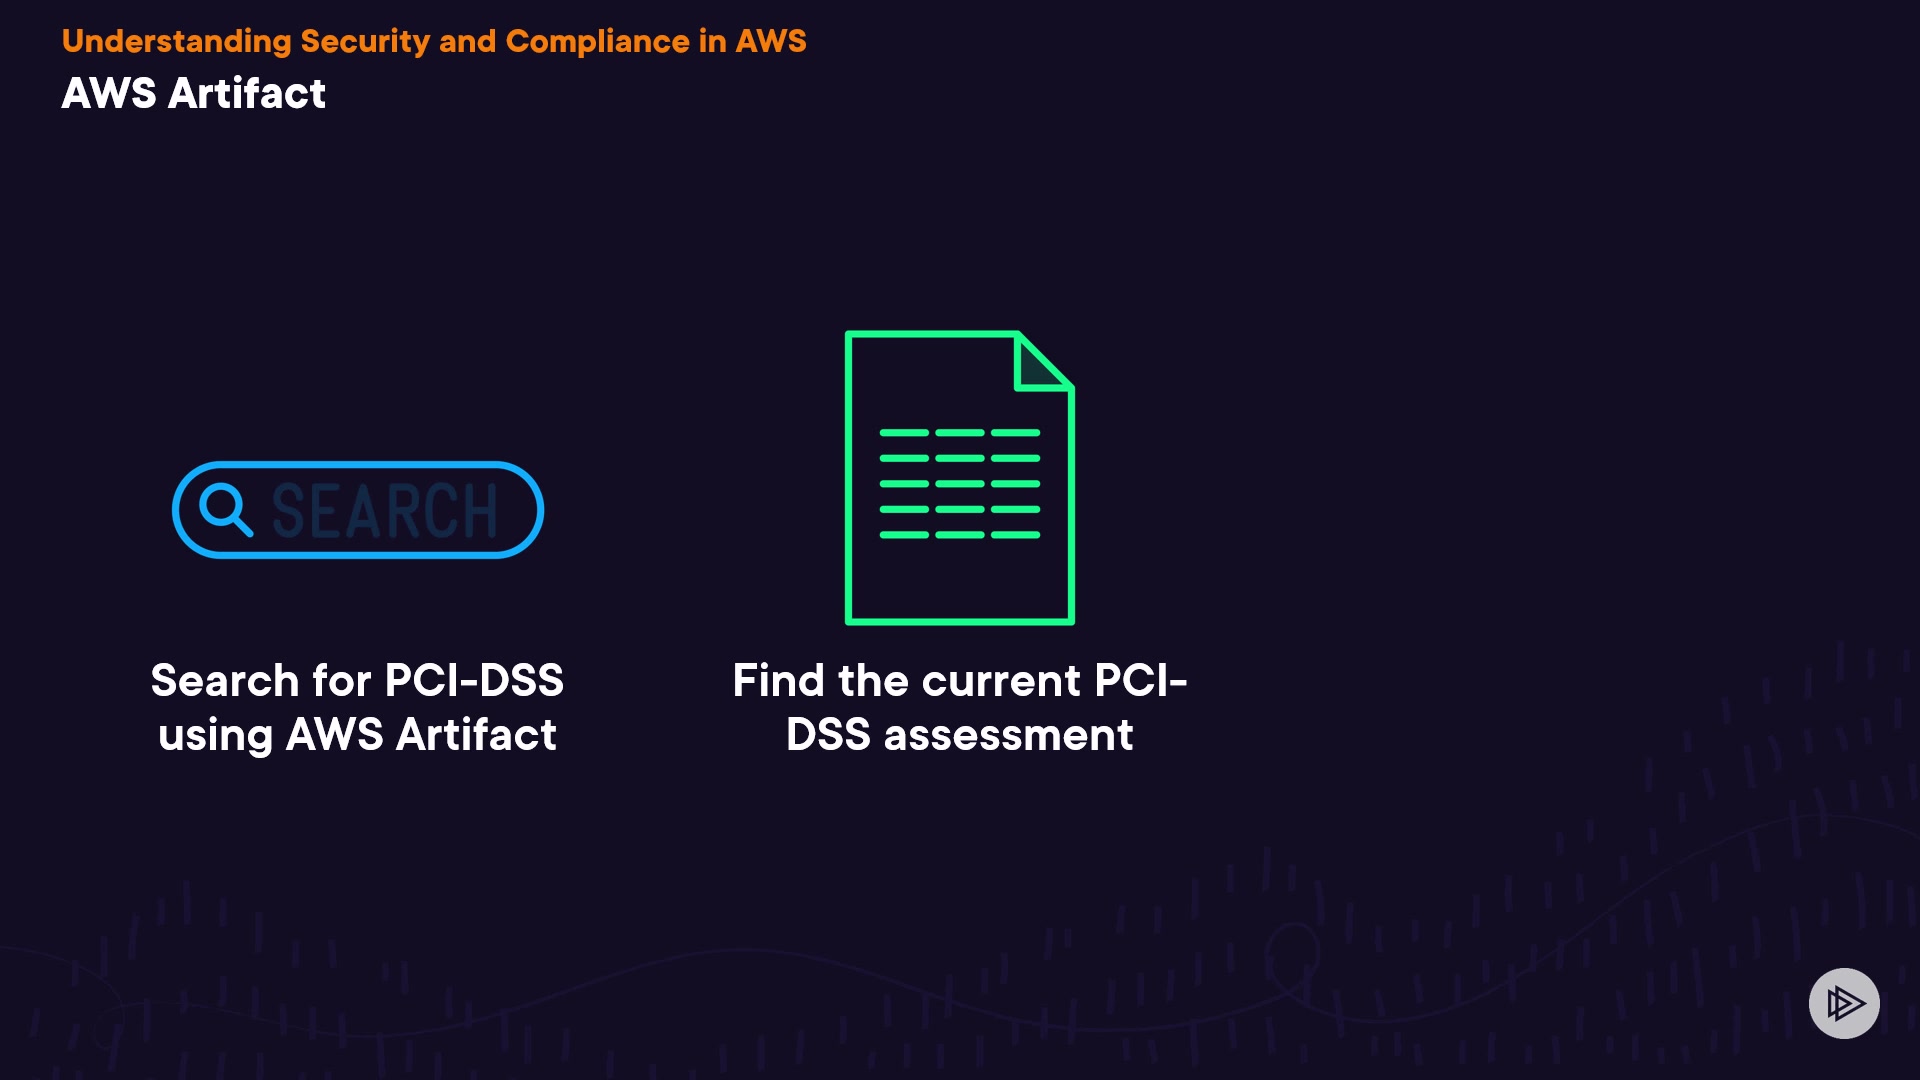 Understanding Security and Compliance in AWS
AWS Artifact
SEARCH
Search for PCI-DSS
using AWS Artifact
Find the current PCI-
DSS assessment